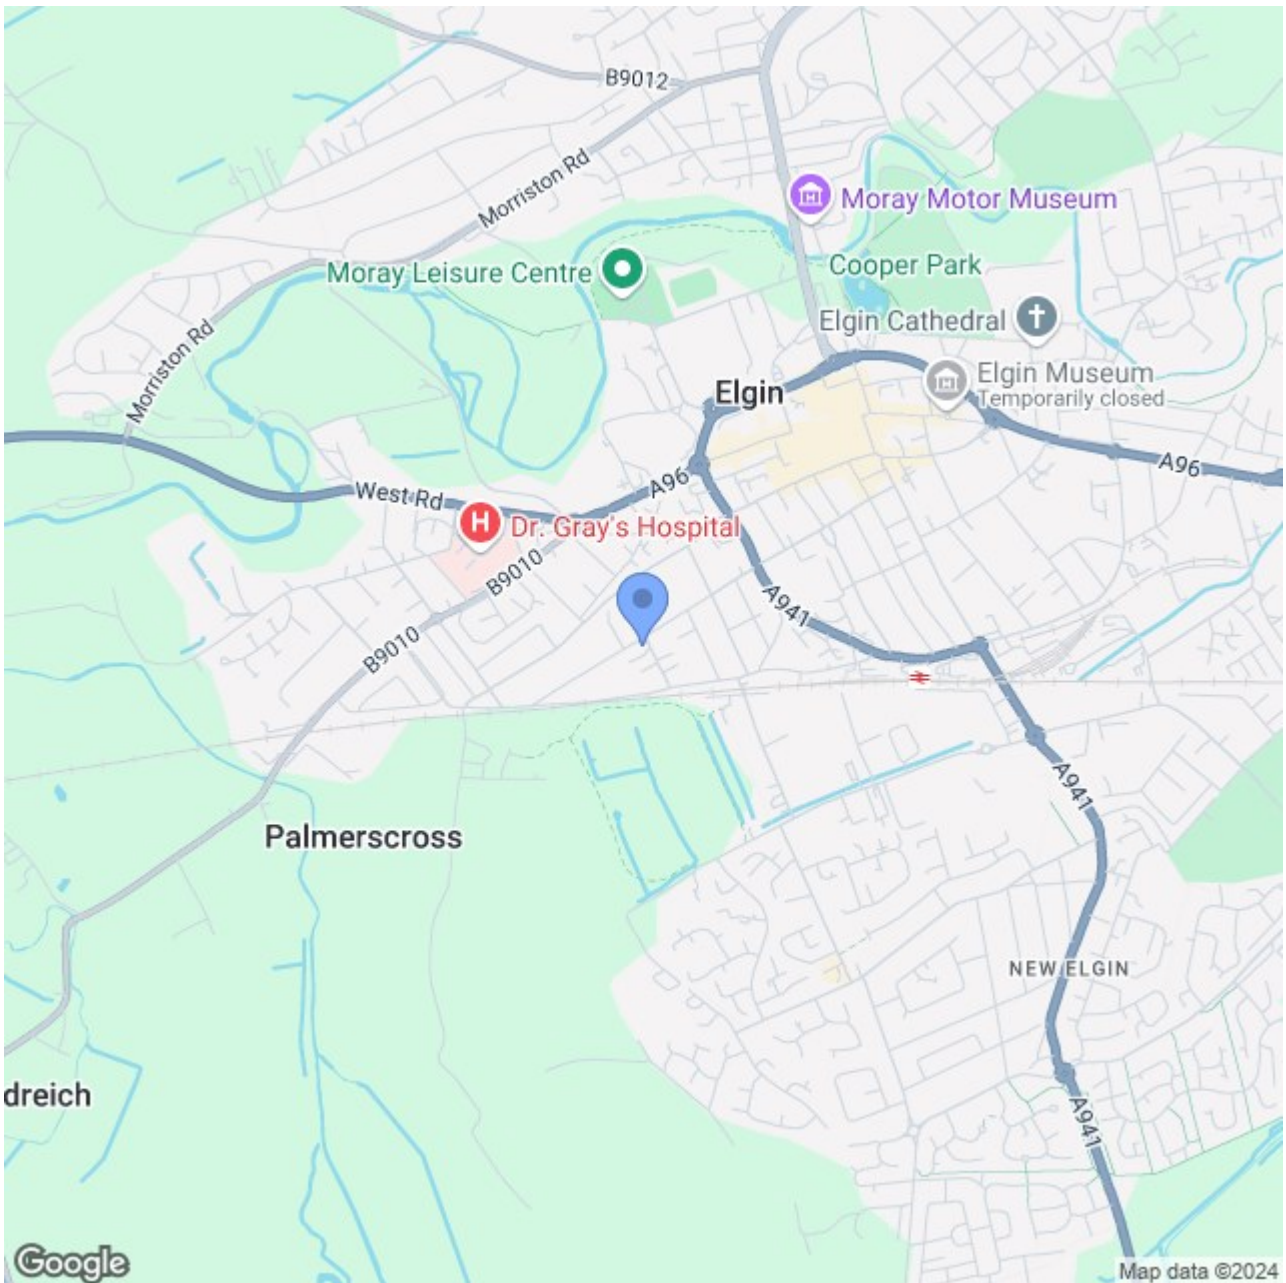 B9012
Morriston Rd
Moray Motor Museum
Moray Leisure Centre
Cooper Park
Elgin Cathedral
Morriston Rd
Elgin
Elgin Museum
Temporarily closed
A96
A96
West Rd
H
Dr. Gray's Hospital
B9010
A941
B9010
A941
Palmerscross
NEW ELGIN
dreich
A941
Google
Map data ©2024